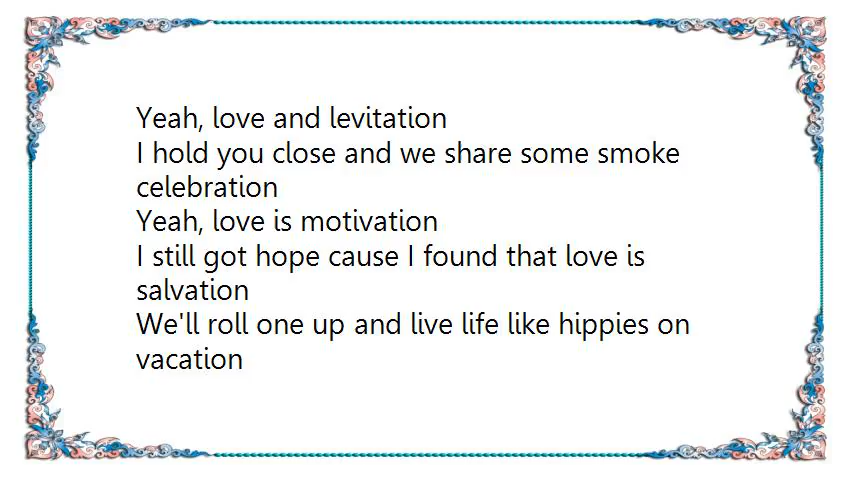 Yeah, love and levitation
I hold you close and we share some smoke
celebration
Yeah, love is motivation
I still got hope cause I found that love is
salvation
We'll roll one up and live life like hippies on
vacation